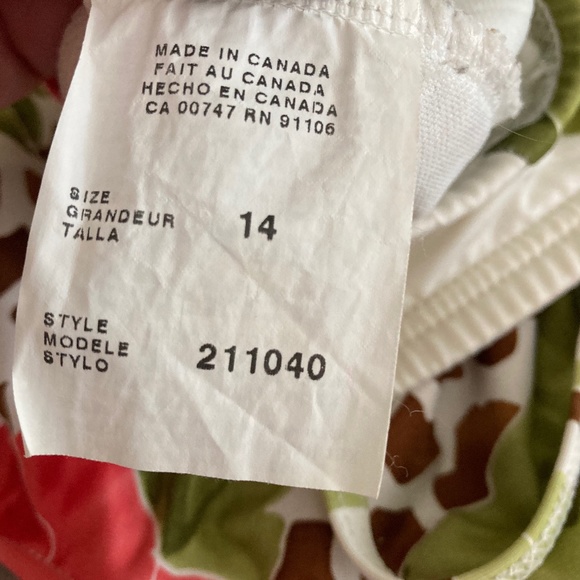 MADE IN CANADA
FAIT AU CANADA
HECHO EN CANADA
CA 00747 RN 91106
SIZE
GRANDEUR 14
TALLA
STYLE
MODELE 211040
STYLO